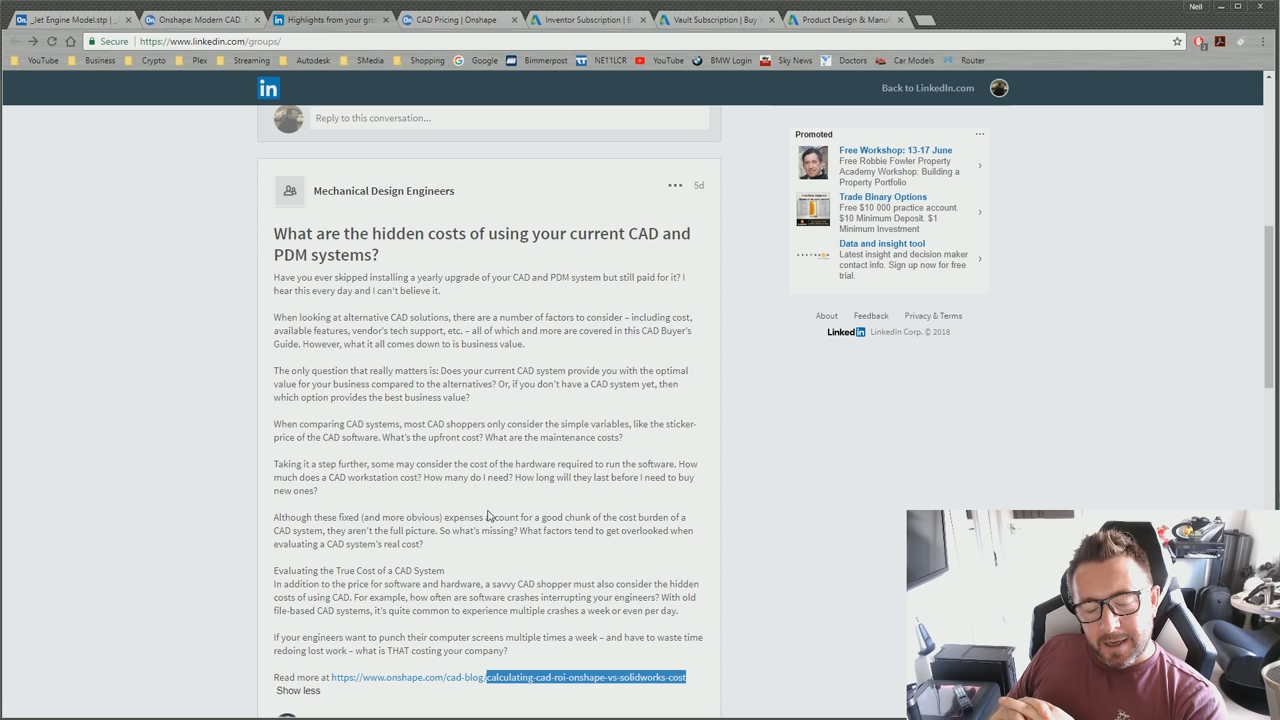 Neil
_Jet Engine Model.stp | _
Onshape: Modern CAD. F
Highlights from your gro
CAD Pricing | Onshape
Inventor Subscription | B
Vault Subscription | Buy
Product Design & Manuf
Secure
https://www.linkedin.com/groups/
YouTube
Business
Crypto
Plex
Streaming
Autodesk
SMedia
Shopping
Google
Bimmerpost
NE11LCR
YouTube
BMW Login
Sky News
Doctors
Car Models
Router
in
Back to LinkedIn.com
Reply to this conversation...
Mechanical Design Engineers
5d
What are the hidden costs of using your current CAD and
PDM systems?
Have you ever skipped installing a yearly upgrade of your CAD and PDM system but still paid for it? I
hear this every day and I can't believe it.
When looking at alternative CAD solutions, there are a number of factors to consider – including cost,
available features, vendor's tech support, etc. – all of which and more are covered in this CAD Buyer's
Guide. However, what it all comes down to is business value.
The only question that really matters is: Does your current CAD system provide you with the optimal
value for your business compared to the alternatives? Or, if you don't have a CAD system yet, then
which option provides the best business value?
When comparing CAD systems, most CAD shoppers only consider the simple variables, like the sticker-
price of the CAD software. What's the upfront cost? What are the maintenance costs?
Taking it a step further, some may consider the cost of the hardware required to run the software. How
much does a CAD workstation cost? How many do I need? How long will they last before I need to buy
new ones?
Although these fixed (and more obvious) expenses account for a good chunk of the cost burden of a
CAD system, they aren't the full picture. So what's missing? What factors tend to get overlooked when
evaluating a CAD system's real cost?
Evaluating the True Cost of a CAD System
In addition to the price for software and hardware, a savvy CAD shopper must also consider the hidden
costs of using CAD. For example, how often are software crashes interrupting your engineers? With old
file-based CAD systems, it's quite common to experience multiple crashes a week or even per day.
If your engineers want to punch their computer screens multiple times a week – and have to waste time
redoing lost work – what is THAT costing your company?
Read more at https://www.onshape.com/cad-blog/calculating-cad-roi-onshape-vs-solidworks-cost
Show less
Promoted
Free Workshop: 13-17 June
Free Robbie Fowler Property
Academy Workshop: Building a
Property Portfolio
Trade Binary Options
Free $10 000 practice account.
$10 Minimum Deposit. $1
Minimum Investment
Data and insight tool
Latest insight and decision maker
contact info. Sign up now for free
trial.
About
Feedback
Privacy & Terms
Linked in
LinkedIn Corp. © 2018